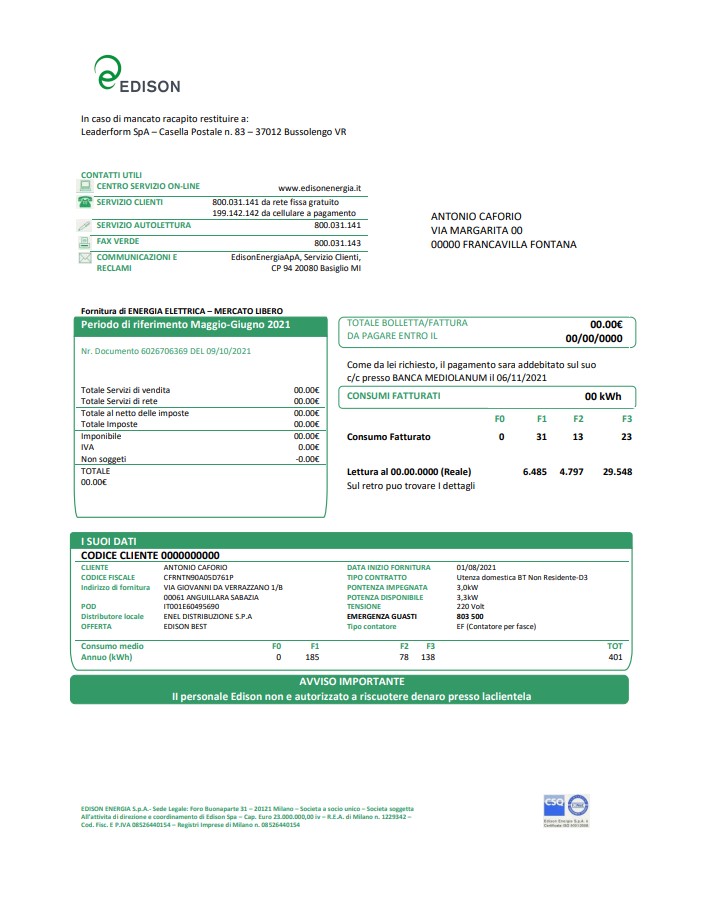 EDISON
In caso di mancato racapito restituire a:
Leaderform SpA – Casella Postale n. 83 – 37012 Bussolengo VR
CONTATTI UTILI
CENTRO SERVIZIO ON-LINE www.edisonenergia.it
SERVIZIO CLIENTI 800.031.141 da rete fissa gratuito
199.142.142 da cellulare a pagamento
SERVIZIO AUTOLETTURA 800.031.141
FAX VERDE 800.031.143
COMMUNICAZIONI E RECLAMI EdisonEnergiaApA, Servizio Clienti,
CP 94 20080 Basiglio MI
ANTONIO CAFORIO
VIA MARGARITA 00
00000 FRANCAVILLA FONTANA
Fornitura di ENERGIA ELETTRICA – MERCATO LIBERO
Periodo di riferimento Maggio-Giugno 2021
Nr. Documento 6026706369 DEL 09/10/2021
Totale Servizi di vendita 00.00€
Totale Servizi di rete 00.00€
Totale al netto delle imposte 00.00€
Totale Imposte 00.00€
Imponibile 00.00€
IVA 0.00€
Non soggeti -0.00€
TOTALE
00.00€
TOTALE BOLLETTA/FATTURA 00.00€
DA PAGARE ENTRO IL 00/00/0000
Come da lei richiesto, il pagamento sara addebitato sul suo
c/c presso BANCA MEDIOLANUM il 06/11/2021
CONSUMI FATTURATI 00 kWh
F0 F1 F2 F3
Consumo Fatturato 0 31 13 23
Lettura al 00.00.0000 (Reale) 6.485 4.797 29.548
Sul retro puo trovare I dettagli
I SUOI DATI
CODICE CLIENTE 0000000000
CLIENTE ANTONIO CAFORIO
CODICE FISCALE CFRNTN90A05D761P
Indirizzo di fornitura VIA GIOVANNI DA VERRAZZANO 1/B
00061 ANGUILLARA SABAZIA
POD IT001E60495690
Distributore locale ENEL DISTRIBUZIONE S.P.A
OFFERTA EDISON BEST
DATA INIZIO FORNITURA 01/08/2021
TIPO CONTRATTO Utenza domestica BT Non Residente-D3
PONTENZA IMPEGNATA 3,0kW
POTENZA DISPONIBILE 3,3kW
TENSIONE 220 Volt
EMERGENZA GUASTI 803 500
Tipo contatore EF (Contatore per fasce)
Consumo medio F0 F1 F2 F3 TOT
Annuo (kWh) 0 185 78 138 401
AVVISO IMPORTANTE
Il personale Edison non e autorizzato a riscuotere denaro presso laclientela
EDISON ENERGIA S.p.A.- Sede Legale: Foro Buonaparte 31 – 20121 Milano – Societa a socio unico – Societa soggetta
All'attivita di direzione e coordinamento di Edison Spa – Cap. Euro 23.000.000,00 iv – R.E.A. di Milano n. 1229342 –
Cod. Fisc. E P.IVA 08526440154 – Registri Imprese di Milano n. 08526440154
CSQ